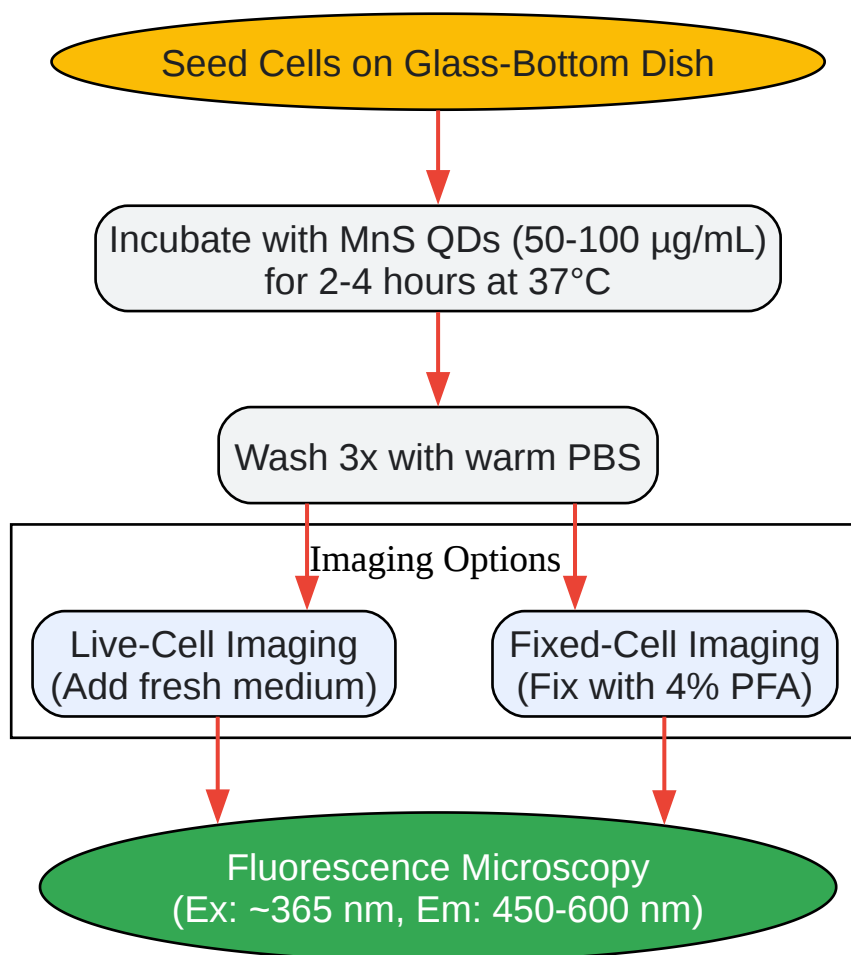 Seed Cells on Glass-Bottom Dish
Incubate with MnS QDs (50-100 µg/mL)
for 2-4 hours at 37°C
Wash 3x with warm PBS
Imaging Options
Live-Cell Imaging
(Add fresh medium)
Fixed-Cell Imaging
(Fix with 4% PFA)
Fluorescence Microscopy
(Ex: ~365 nm, Em: 450-600 nm)